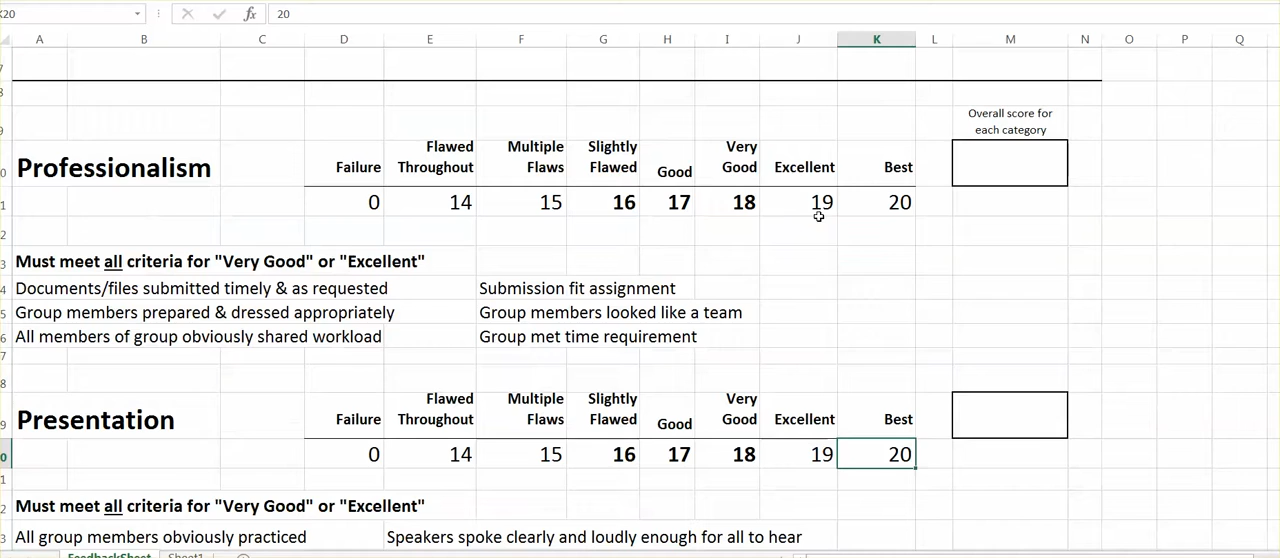 K20 20
A B C D E F G H I J K L M N O P Q
Overall score for
each category
Flawed Multiple Slightly Very
Professionalism Failure Throughout Flaws Flawed Good Good Excellent Best
0 14 15 16 17 18 19 20
Must meet all criteria for "Very Good" or "Excellent"
Documents/files submitted timely & as requested Submission fit assignment
Group members prepared & dressed appropriately Group members looked like a team
All members of group obviously shared workload Group met time requirement
Flawed Multiple Slightly Very
Presentation Failure Throughout Flaws Flawed Good Good Excellent Best
0 14 15 16 17 18 19 20
Must meet all criteria for "Very Good" or "Excellent"
All group members obviously practiced Speakers spoke clearly and loudly enough for all to hear
FeedbackSheet Sheet1